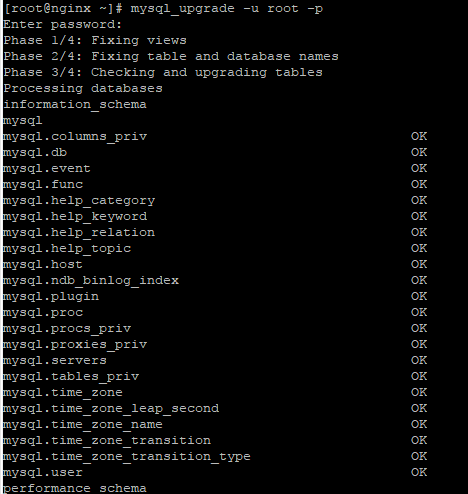 [root@nginx ~]# mysql_upgrade -u root -p
Enter password:
Phase 1/4: Fixing views
Phase 2/4: Fixing table and database names
Phase 3/4: Checking and upgrading tables
Processing databases
information_schema
mysql
mysql.columns_priv OK
mysql.db OK
mysql.event OK
mysql.func OK
mysql.help_category OK
mysql.help_keyword OK
mysql.help_relation OK
mysql.help_topic OK
mysql.host OK
mysql.ndb_binlog_index OK
mysql.plugin OK
mysql.proc OK
mysql.procs_priv OK
mysql.proxies_priv OK
mysql.servers OK
mysql.tables_priv OK
mysql.time_zone OK
mysql.time_zone_leap_second OK
mysql.time_zone_name OK
mysql.time_zone_transition OK
mysql.time_zone_transition_type OK
mysql.user OK
performance_schema